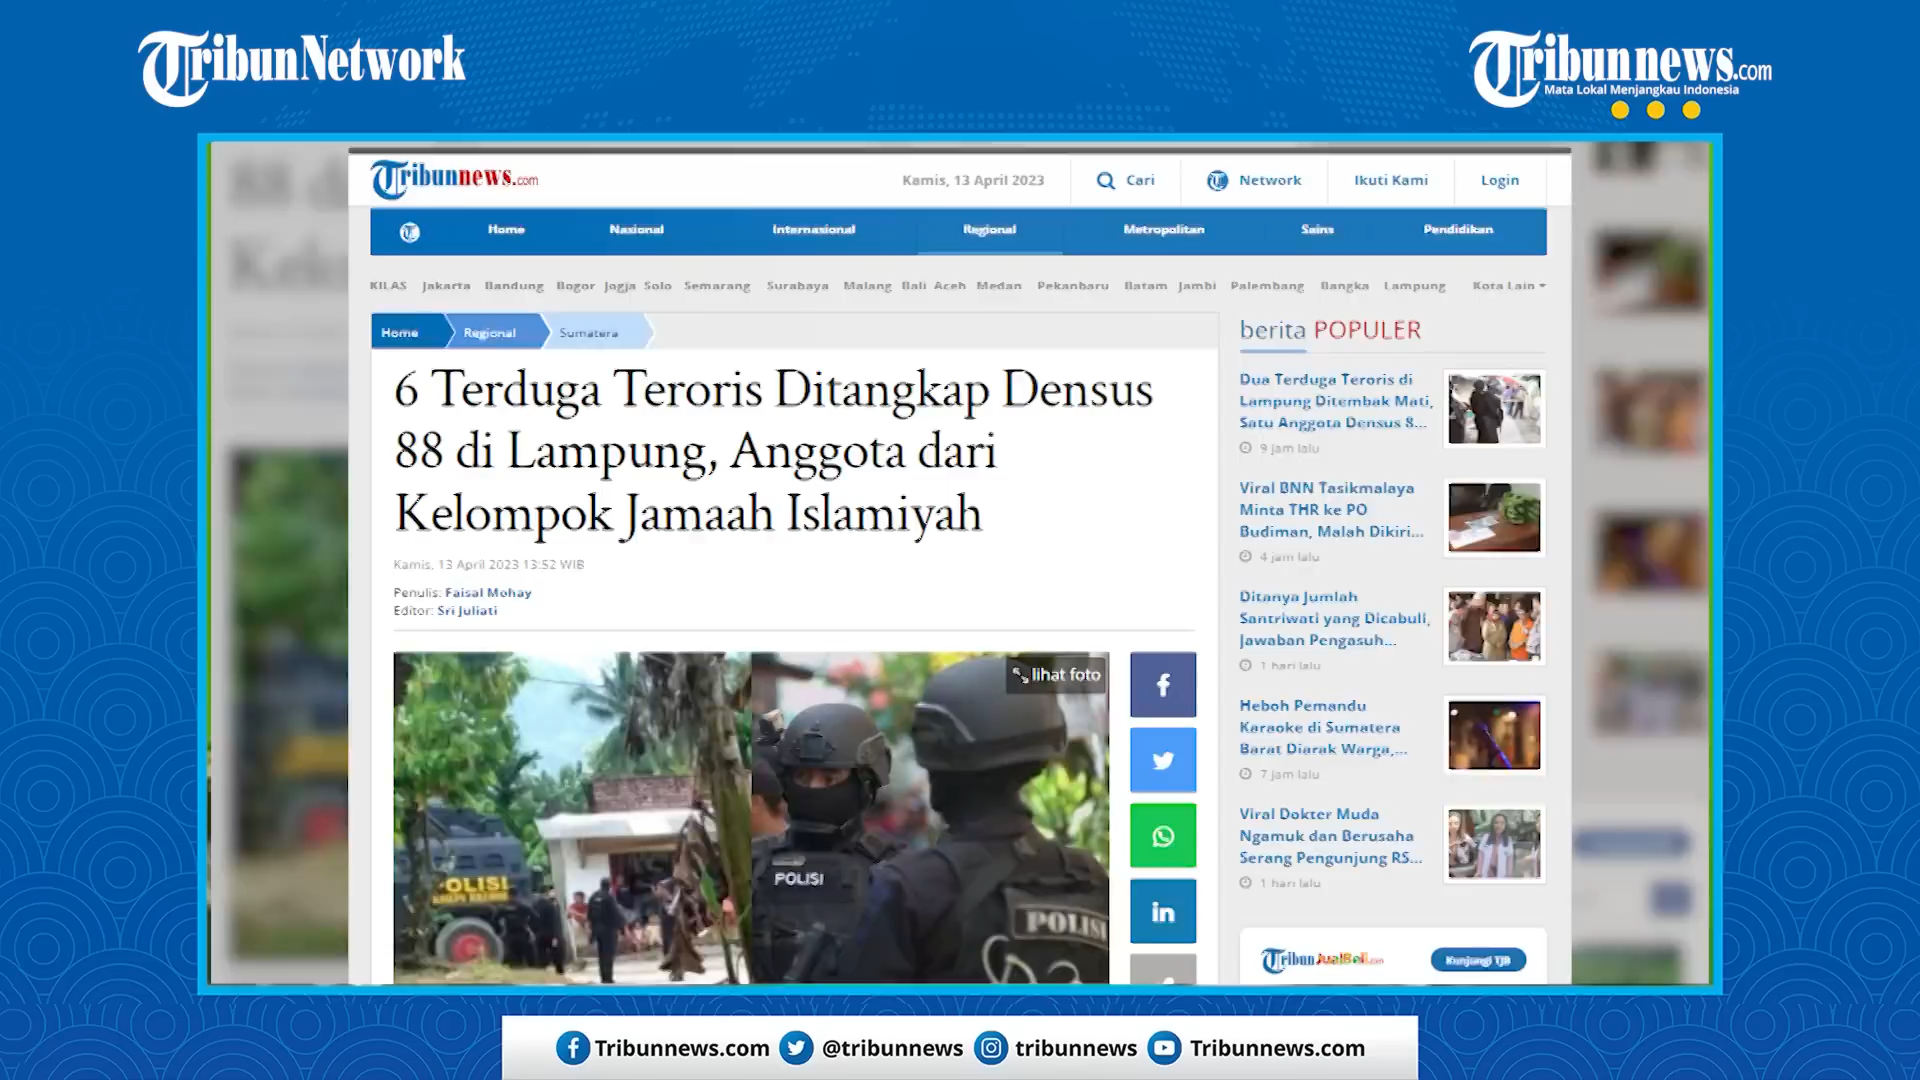 TribunNetwork
Tribunnews.com
Mata Lokal Menjangkau Indonesia
Tribunnews.com
Kamis, 13 April 2023
Cari
Network
Ikuti Kami
Login
Home
Nasional
Internasional
Regional
Metropolitan
Sains
Pendidikan
KILAS Jakarta Bandung Bogor Jogja Solo Semarang Surabaya Malang Bali Aceh Medan Pekanbaru Batam Jambi Palembang Bangka Lampung Kota Lain
Home
Regional
Sumatera
6 Terduga Teroris Ditangkap Densus
88 di Lampung, Anggota dari
Kelompok Jamaah Islamiyah
Kamis, 13 April 2023 13:52 WIB
Penulis: Faisal Mohay
Editor: Sri Juliati
lihat foto
POLISI
POLISI
POLISI
berita POPULER
Dua Terduga Teroris di
Lampung Ditembak Mati,
Satu Anggota Densus 8...
9 jam lalu
Viral BNN Tasikmalaya
Minta THR ke PO
Budiman, Malah Dikiri...
4 jam lalu
Ditanya Jumlah
Santriwati yang Dicabuli,
Jawaban Pengasuh...
1 hari lalu
Heboh Pemandu
Karaoke di Sumatera
Barat Diarak Warga,...
7 jam lalu
Viral Dokter Muda
Ngamuk dan Berusaha
Serang Pengunjung RS...
1 hari lalu
TribunJualBeli.com
Kunjungi TJB
Tribunnews.com
@tribunnews
tribunnews
Tribunnews.com